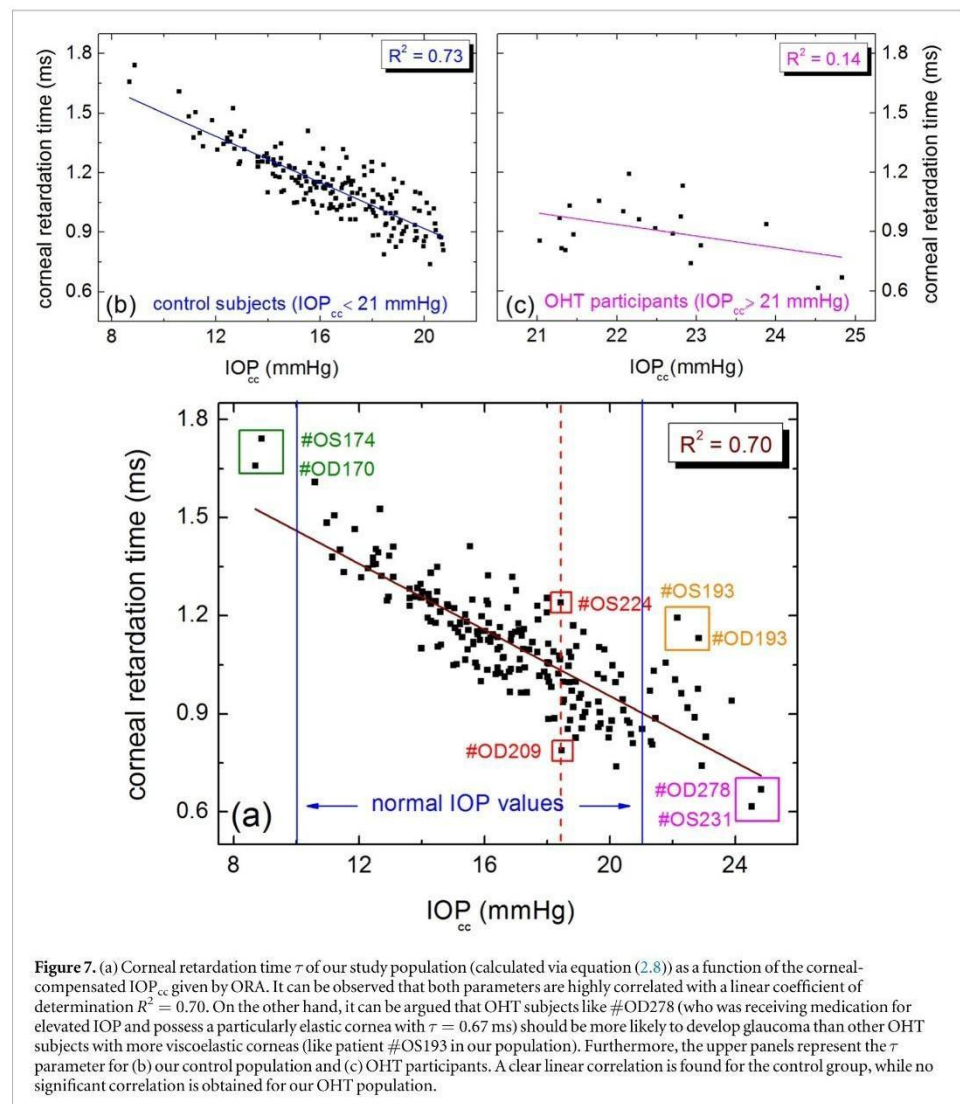 1.8
1.5
1.2
0.9
0.6
corneal retardation time (ms)
R² = 0.73
(b) control subjects (IOPcc < 21 mmHg)
8 12 16 20
IOPcc (mmHg)
R² = 0.14
1.8
1.5
1.2
0.9
0.6
corneal retardation time (ms)
(c) OHT participants (IOPcc > 21 mmHg)
21 22 23 24 25
IOPcc (mmHg)
1.8
1.5
1.2
0.9
0.6
corneal retardation time (ms)
#OS174
#OD170
R² = 0.70
#OS224
#OS193
#OD193
#OD209
#OD278
#OS231
(a)
normal IOP values
8 12 16 20 24
IOPcc (mmHg)
Figure 7. (a) Corneal retardation time τ of our study population (calculated via equation (2.8)) as a function of the corneal-
compensated IOPcc given by ORA. It can be observed that both parameters are highly correlated with a linear coefficient of
determination R² = 0.70. On the other hand, it can be argued that OHT subjects like #OD278 (who was receiving medication for
elevated IOP and possess a particularly elastic cornea with τ = 0.67 ms) should be more likely to develop glaucoma than other OHT
subjects with more viscoelastic corneas (like patient #OS193 in our population). Furthermore, the upper panels represent the τ
parameter for (b) our control population and (c) OHT participants. A clear linear correlation is found for the control group, while no
significant correlation is obtained for our OHT population.